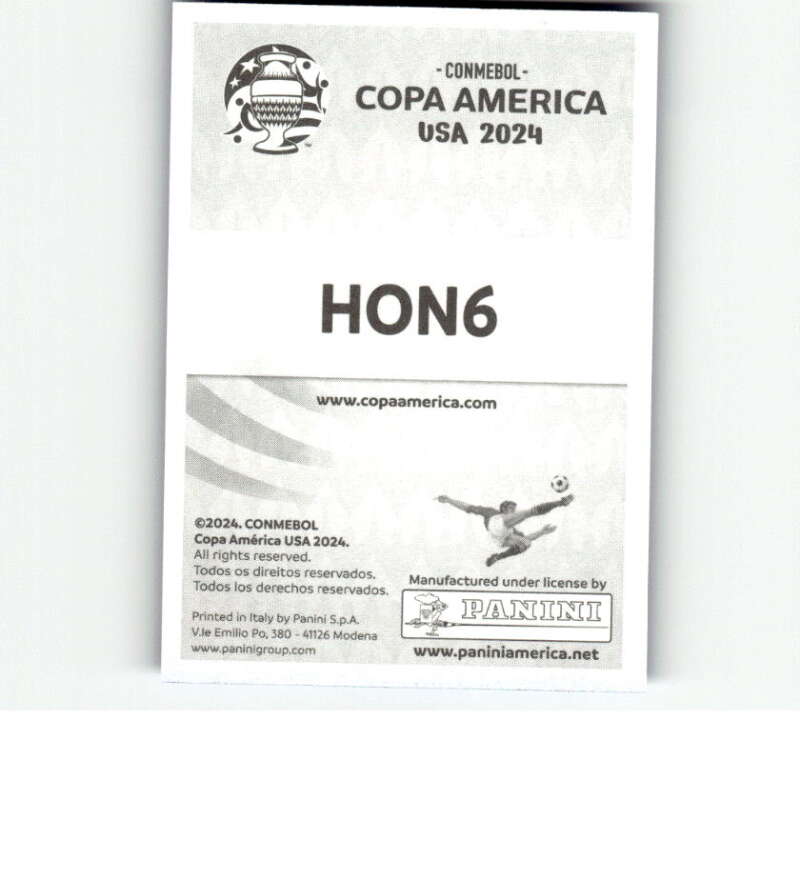 - CONMEBOL -
COPA AMERICA
USA 2024
TM
HON6
www.copaamerica.com
©2024. CONMEBOL
Copa América USA 2024.
All rights reserved.
Todos os direitos reservados.
Todos los derechos reservados.
Printed in Italy by Panini S.p.A.
V.le Emilio Po, 380 - 41126 Modena
www.paninigroup.com
Manufactured under license by
PANINI
www.paniniamerica.net